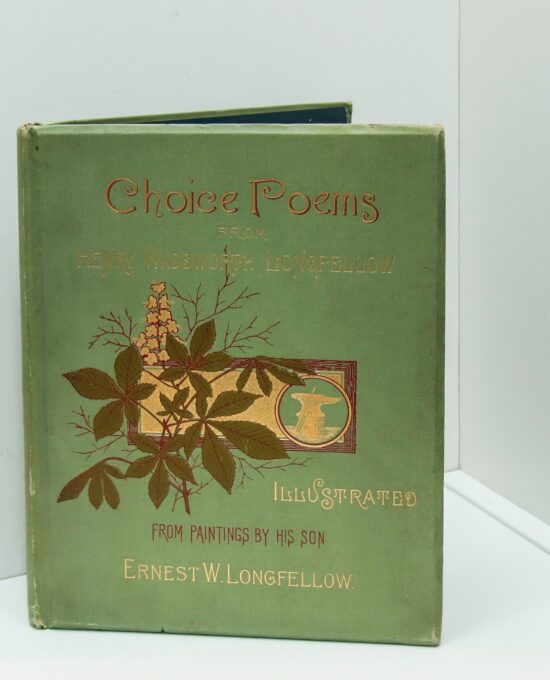 Choice Poems
FROM
HENRY WADSWORTH LONGFELLOW
ILLUSTRATED
FROM PAINTINGS BY HIS SON
ERNEST W. LONGFELLOW.